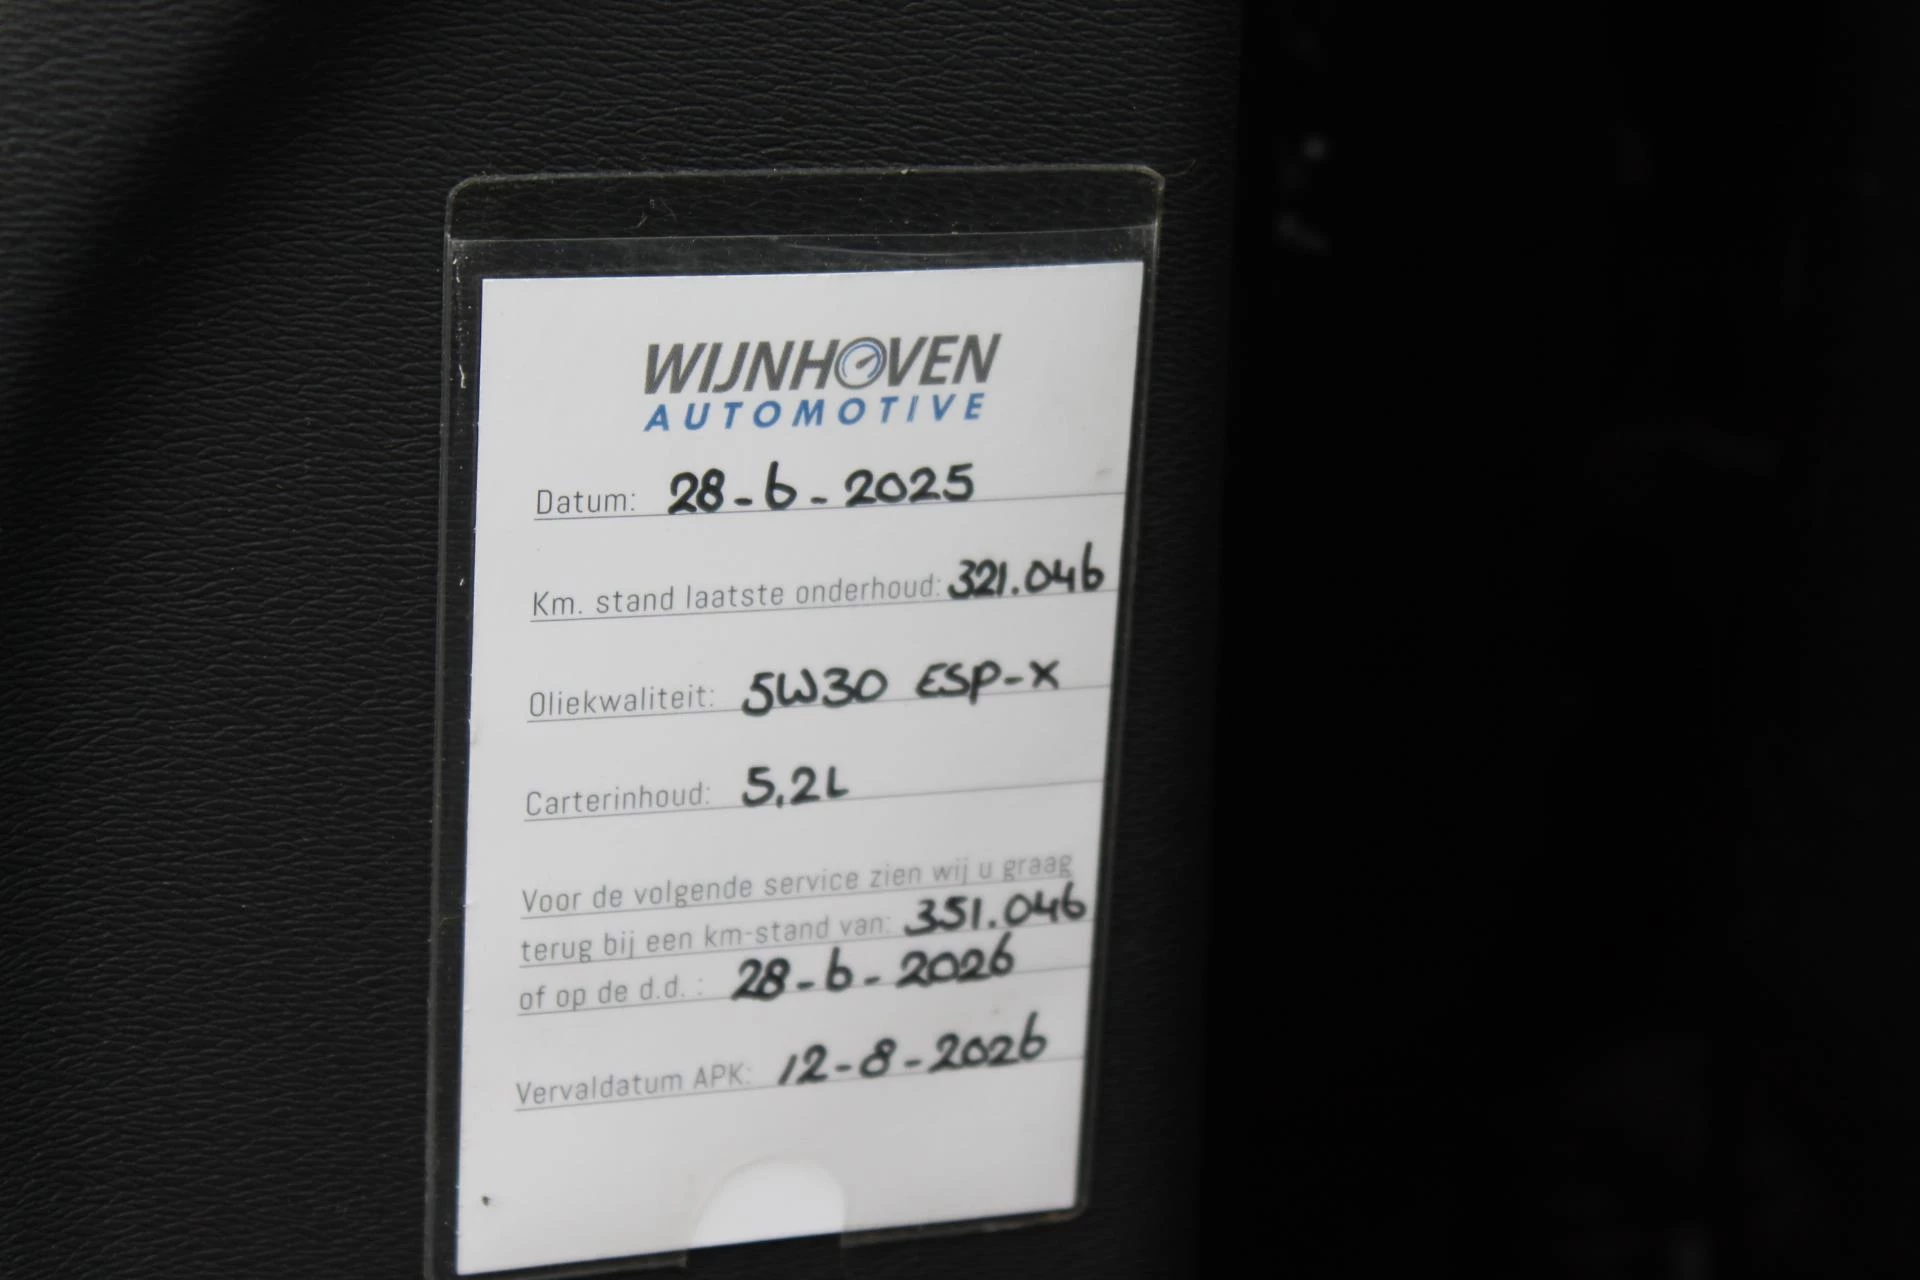 WIJNHOVEN
AUTOMOTIVE
Datum: 28-6-2025
Km. stand laatste onderhoud: 321.046
Oliekwaliteit: 5W30 ESP-X
Carterinhoud: 5,2L
Voor de volgende service zien wij u graag
terug bij een km-stand van: 351.046
of op de d.d. : 28-6-2026
Vervaldatum APK: 12-8-2026